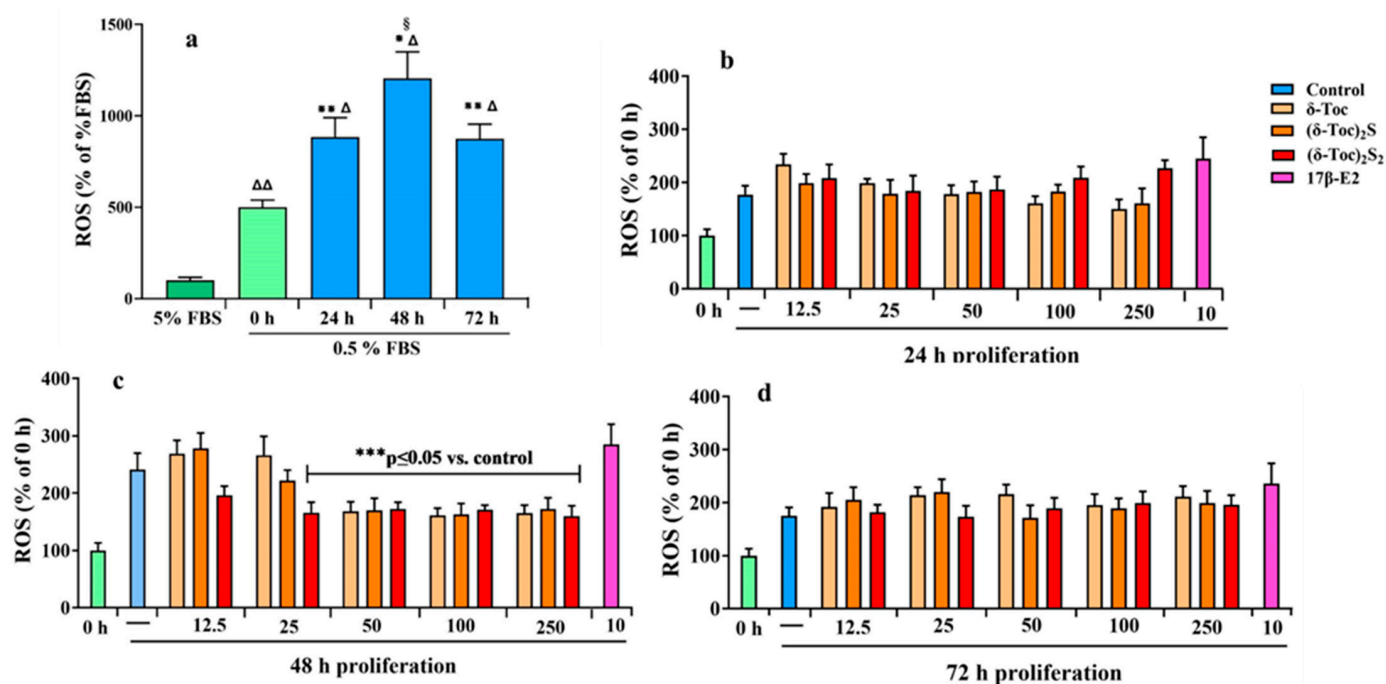 a
ROS (% of %FBS)
1500
1000
500
0
ΔΔ
** Δ
§
* Δ
** Δ
5% FBS 0 h 24 h 48 h 72 h
0.5 % FBS
b
ROS (% of 0 h)
400
300
200
100
0
0 h — 12.5 25 50 100 250 10
24 h proliferation
Control
δ-Toc
(δ-Toc)₂S
(δ-Toc)₂S₂
17β-E2
c
ROS (% of 0 h)
400
300
200
100
0
***p≤0.05 vs. control
0 h — 12.5 25 50 100 250 10
48 h proliferation
d
ROS (% of 0 h)
400
300
200
100
0
0 h — 12.5 25 50 100 250 10
72 h proliferation